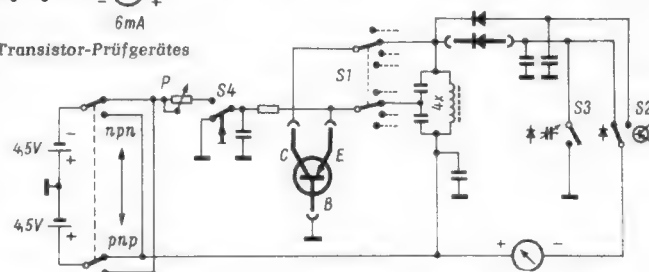 - +
6mA
Transistor-Prüfgerätes
P
S4
S1
4x
S3
S2
npn
pnp
4,5V
-
+
4,5V
+
C
E
B
+
-